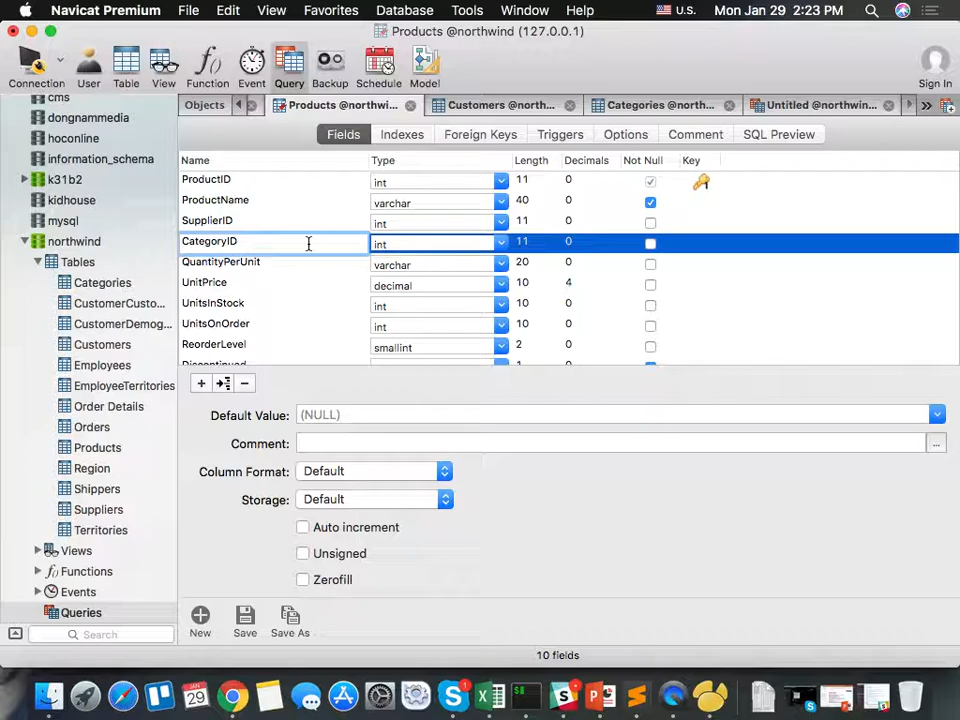 Navicat Premium File Edit View Favorites Database Tools Window Help U.S. Mon Jan 29 2:23 PM
Products @northwind (127.0.0.1)
Connection User Table View Function Event Query Backup Schedule Model Sign In
cms
dongnammedia
hoconline
information_schema
k31b2
kidhouse
mysql
northwind
Tables
Categories
CustomerCusto...
CustomerDemog...
Customers
Employees
EmployeeTerritories
Order Details
Orders
Products
Region
Shippers
Suppliers
Territories
Views
Functions
Events
Queries
Search
Objects Products @northwi... Customers @north... Categories @north... Untitled @northwin...
Fields Indexes Foreign Keys Triggers Options Comment SQL Preview
Name Type Length Decimals Not Null Key
ProductID int 11 0
ProductName varchar 40 0
SupplierID int 11 0
CategoryID int 11 0
QuantityPerUnit varchar 20 0
UnitPrice decimal 10 4
UnitsInStock int 10 0
UnitsOnOrder int 10 0
ReorderLevel smallint 2 0
Discontinued 1 0
Default Value: (NULL)
Comment: ...
Column Format: Default
Storage: Default
Auto increment
Unsigned
Zerofill
New Save Save As
10 fields